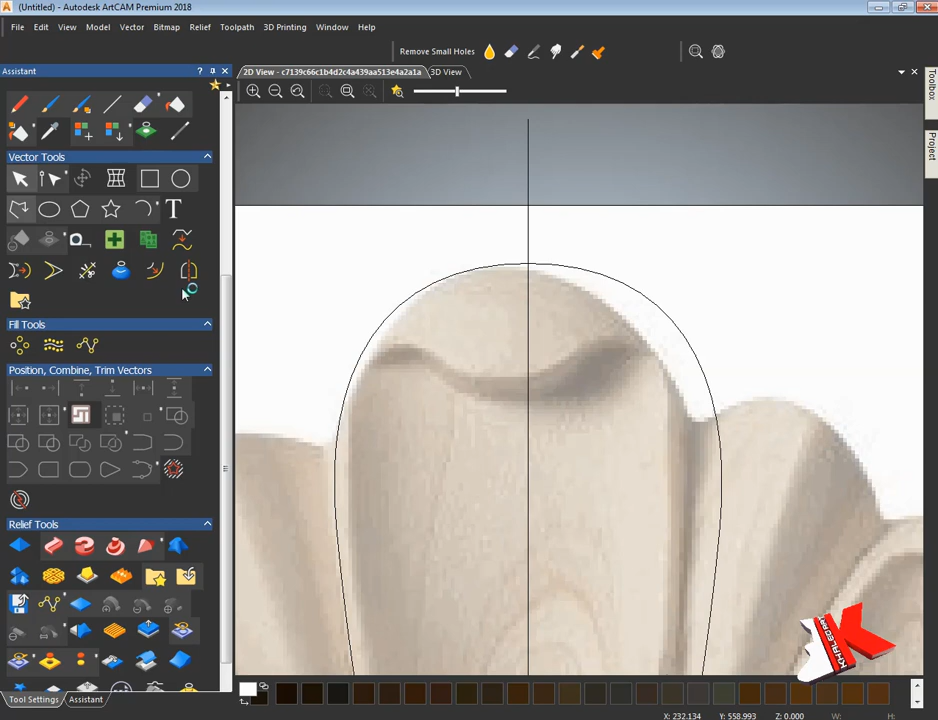 (Untitled) - Autodesk ArtCAM Premium 2018
File Edit View Model Vector Bitmap Relief Toolpath 3D Printing Window Help
Remove Small Holes
Assistant
2D View - c7139c66c1b4d2c4a439aa513e4a2a1a
3D View
Toolbox
Project
Vector Tools
T
Fill Tools
Position, Combine, Trim Vectors
Relief Tools
KHALEDART
Tool Settings
Assistant
X: 232.134 Y: 558.993 Z: 0.000 W: H: